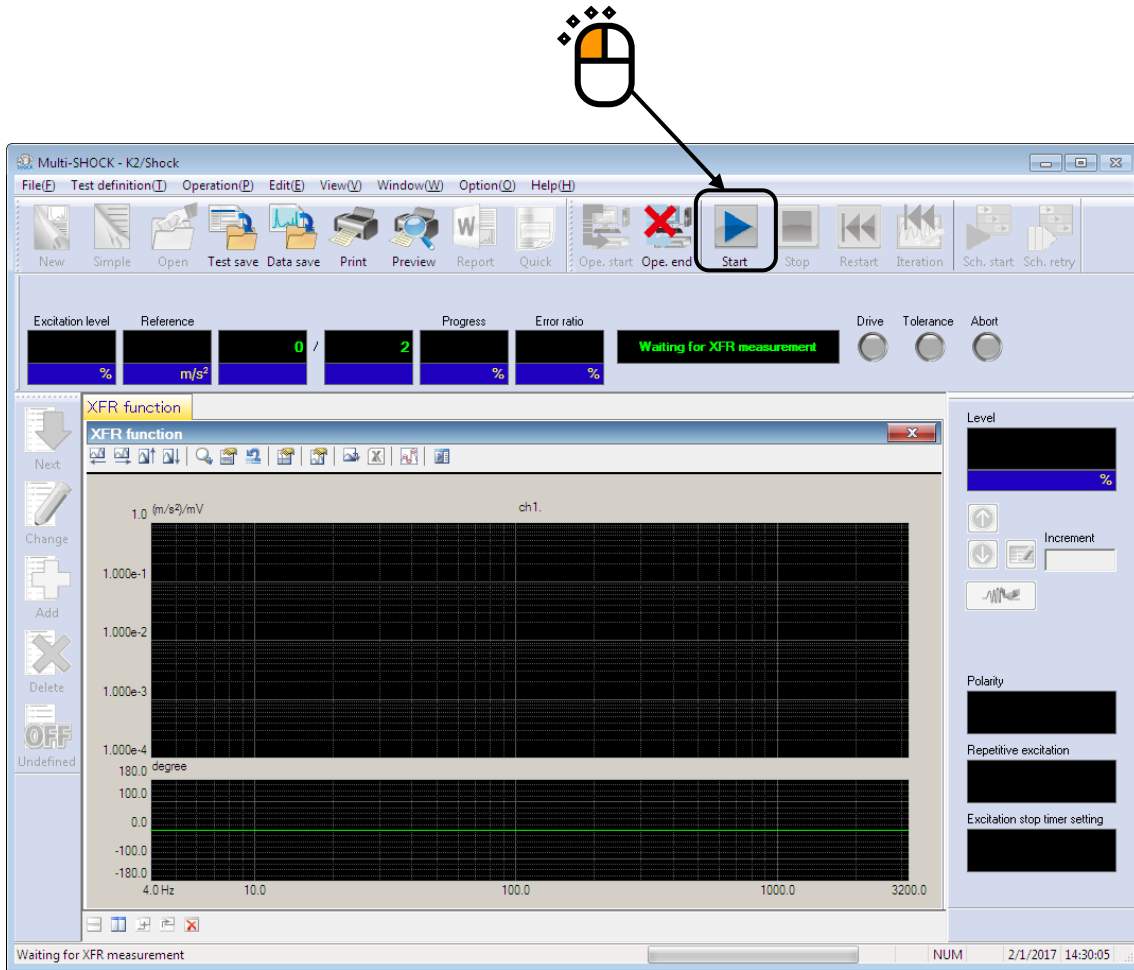 Multi-SHOCK - K2/Shock
File(F) Test definition(T) Operation(P) Edit(E) View(V) Window(W) Option(O) Help(H)
New Simple Open Test save Data save Print Preview Report Quick Ope. start Ope. end Start Stop Restart Iteration Sch. start Sch. retry
Excitation level Reference Progress Error ratio Drive Tolerance Abort
0 / 2 Waiting for XFR measurement
% m/s² % %
XFR function
XFR function
Level
%
Next
Change
Add
Delete
OFF
Undefined
Increment
1.0 (m/s²)/mV ch1.
1.000e-1
1.000e-2
1.000e-3
1.000e-4
180.0 degree
100.0
0.0
-100.0
-180.0
4.0 Hz 10.0 100.0 1000.0 3200.0
Polarity
Repetitive excitation
Excitation stop timer setting
Waiting for XFR measurement NUM 2/1/2017 14:30:05